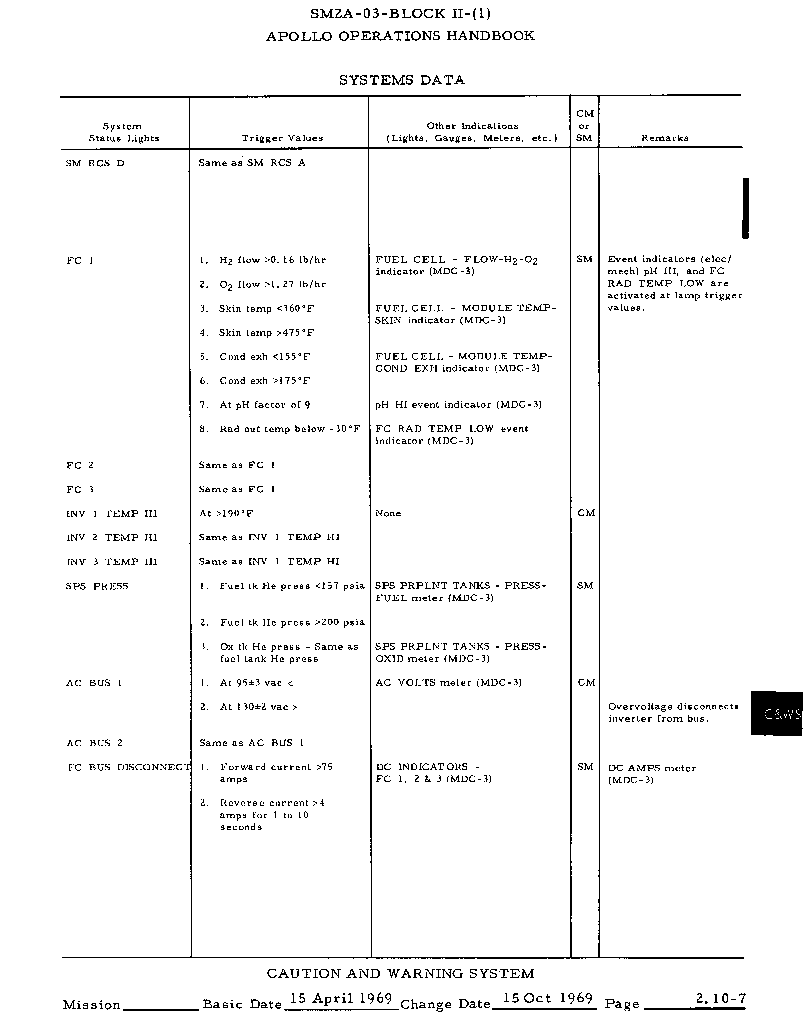 SM2A-03-BLOCK II-(1)
APOLLO OPERATIONS HANDBOOK
SYSTEMS DATA
System Status Lights | Trigger Values | Other Indications (Lights, Gauges, Meters, etc.) | CM or SM | Remarks
SM RCS D Same as SM RCS A
FC 1 1. H2 flow >0.16 lb/hr FUEL CELL - FLOW-H2-O2 SM Event indicators (elec/
indicator (MDC-3) mech) pH HI, and FC
2. O2 flow >1.27 lb/hr RAD TEMP LOW are
activated at lamp trigger
3. Skin temp <360°F FUEL CELL - MODULE TEMP- values.
SKIN indicator (MDC-3)
4. Skin temp >475°F
5. Cond exh <155°F FUEL CELL - MODULE TEMP-
COND EXH indicator (MDC-3)
6. Cond exh >175°F
7. At pH factor of 9 pH HI event indicator (MDC-3)
8. Rad out temp below -30°F FC RAD TEMP LOW event
indicator (MDC-3)
FC 2 Same as FC 1
FC 3 Same as FC 1
INV 1 TEMP HI At >190°F None CM
INV 2 TEMP HI Same as INV 1 TEMP HI
INV 3 TEMP HI Same as INV 1 TEMP HI
SPS PRESS 1. Fuel tk He press <157 psia SPS PRPLNT TANKS - PRESS- SM
FUEL meter (MDC-3)
2. Fuel tk He press >200 psia
3. Ox tk He press - Same as SPS PRPLNT TANKS - PRESS-
fuel tank He press OXID meter (MDC-3)
AC BUS 1 1. At 95±3 vac < AC VOLTS meter (MDC-3) CM
2. At 130±2 vac > Overvoltage disconnects
inverter from bus.
C&WS
AC BUS 2 Same as AC BUS 1
FC BUS DISCONNECT 1. Forward current >75 DC INDICATORS - SM DC AMPS meter
amps FC 1, 2 & 3 (MDC-3) (MDC-3)
2. Reverse current >4
amps for 1 to 10
seconds
CAUTION AND WARNING SYSTEM
Mission Basic Date 15 April 1969 Change Date 15 Oct 1969 Page 2.10-7